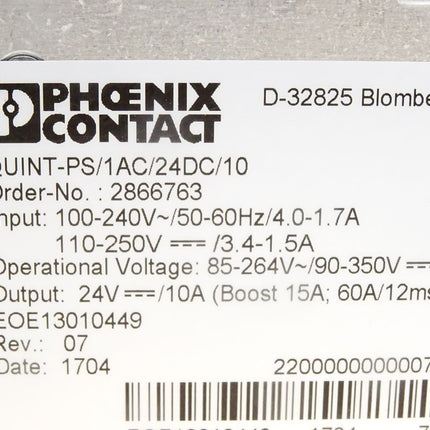 PHŒNIX
CONTACT
D-32825 Blombe
QUINT-PS/1AC/24DC/10
Order-No.: 2866763
Input: 100-240V~/50-60Hz/4.0-1.7A
110-250V ⎓ /3.4-1.5A
Operational Voltage: 85-264V~/90-350V ⎓
Output: 24V ⎓/10A (Boost 15A; 60A/12ms
EOE13010449
Rev.: 07
Date: 1704
2200000000007